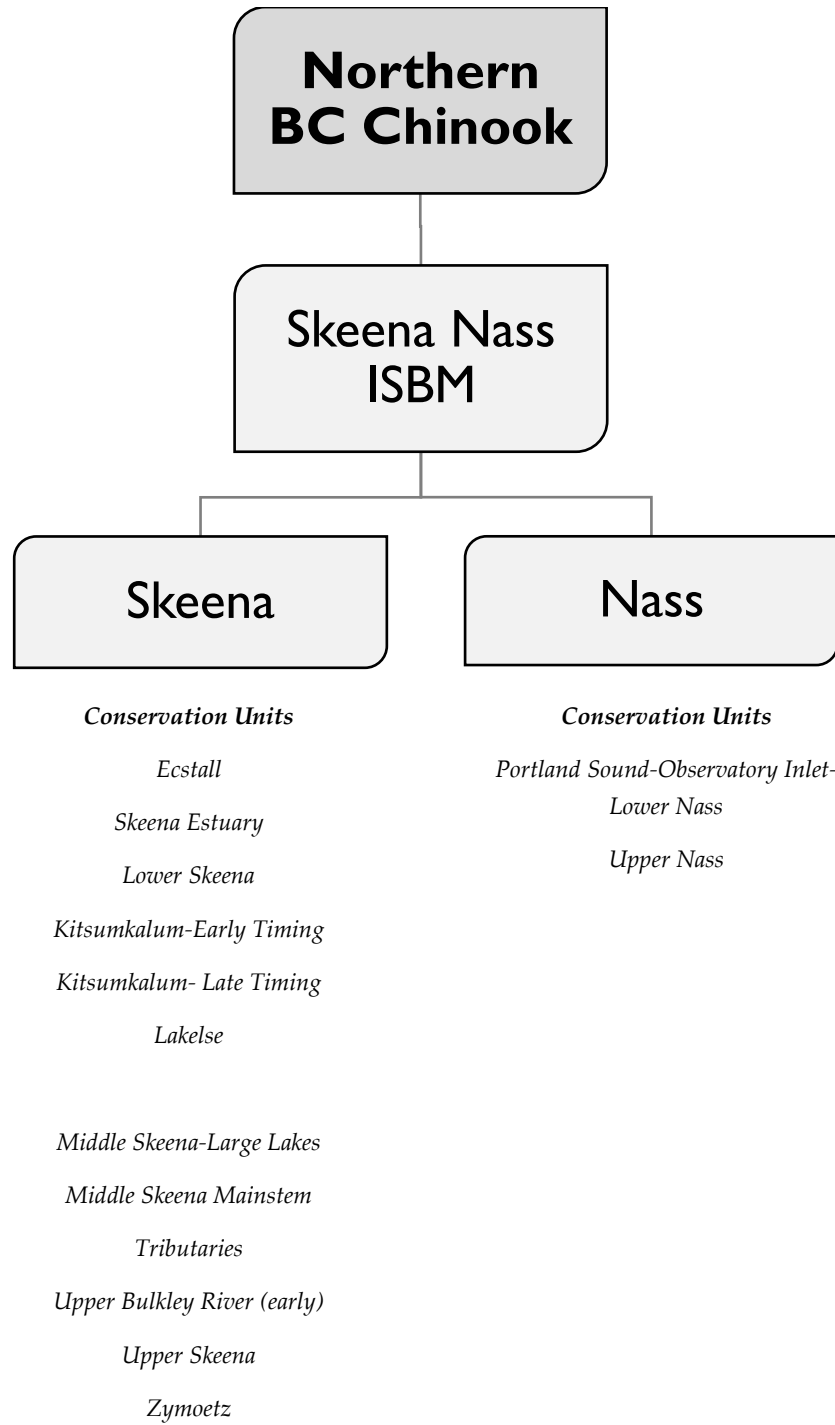 Northern
BC Chinook
Skeena Nass
ISBM
Skeena
Nass
Conservation Units
Ecstall
Skeena Estuary
Lower Skeena
Kitsumkalum-Early Timing
Kitsumkalum- Late Timing
Lakelse
Middle Skeena-Large Lakes
Middle Skeena Mainstem
Tributaries
Upper Bulkley River (early)
Upper Skeena
Zymoetz
Conservation Units
Portland Sound-Observatory Inlet-
Lower Nass
Upper Nass